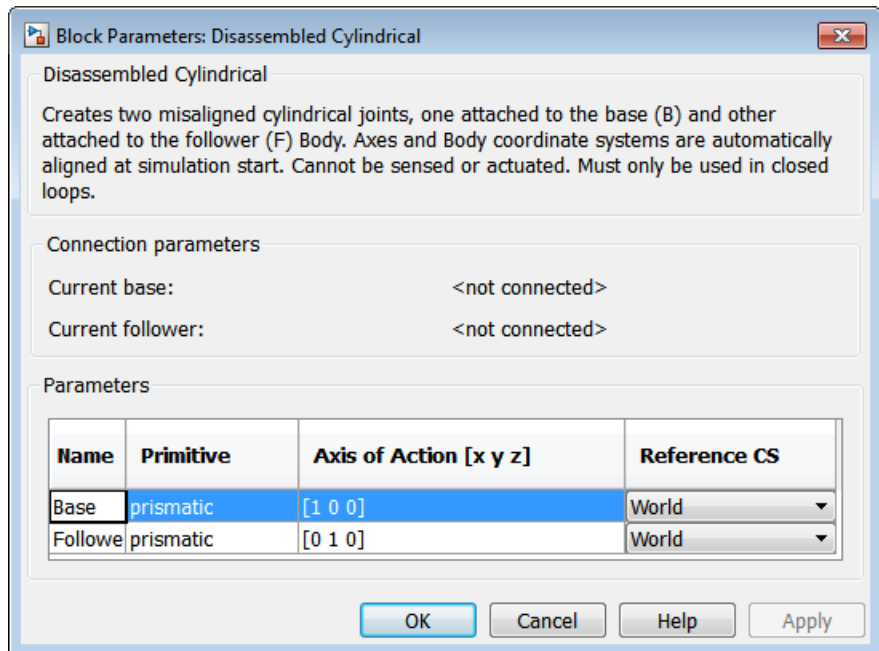 Block Parameters: Disassembled Cylindrical
Disassembled Cylindrical
Creates two misaligned cylindrical joints, one attached to the base (B) and other
attached to the follower (F) Body. Axes and Body coordinate systems are automatically
aligned at simulation start. Cannot be sensed or actuated. Must only be used in closed
loops.
Connection parameters
Current base: <not connected>
Current follower: <not connected>
Parameters
Name Primitive Axis of Action [x y z] Reference CS
Base prismatic [1 0 0] World
Followe prismatic [0 1 0] World
OK Cancel Help Apply